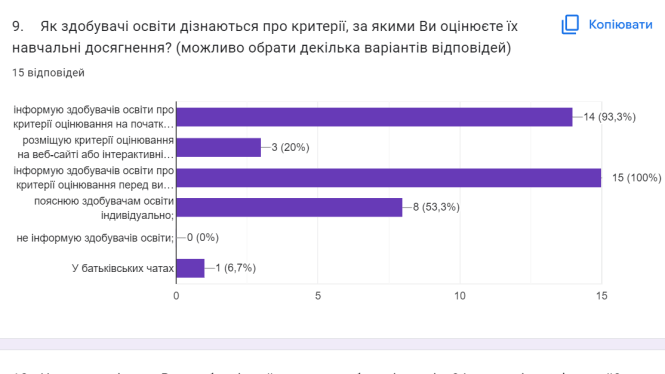 9. Як здобувачі освіти дізнаються про критерії, за якими Ви оцінюєте їх
навчальні досягнення? (можливо обрати декілька варіантів відповідей)
Копіювати
15 відповідей
інформую здобувачів освіти про
критерії оцінювання на початк…
14 (93,3%)
розміщую критерії оцінювання
на веб-сайті або інтерактивні…
3 (20%)
інформую здобувачів освіти про
критерії оцінювання перед ви…
15 (100%)
пояснюю здобувачам освіти
індивідуально;
8 (53,3%)
не інформую здобувачів освіти;
0 (0%)
У батьківських чатах
1 (6,7%)
0 5 10 15